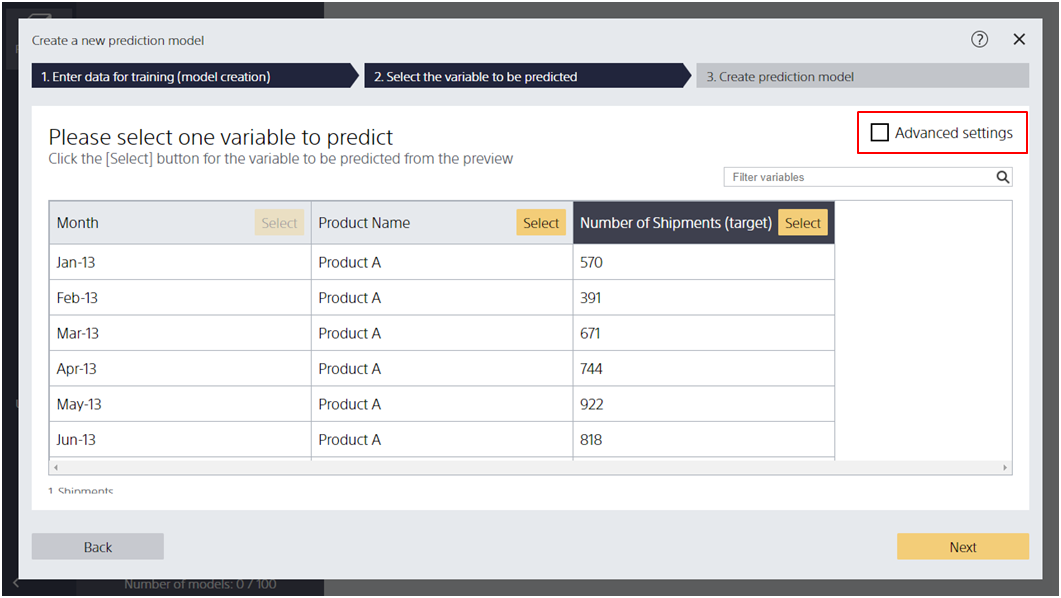 Create a new prediction model
1. Enter data for training (model creation) 2. Select the variable to be predicted 3. Create prediction model
Please select one variable to predict
Advanced settings
Click the [Select] button for the variable to be predicted from the preview
Filter variables
Month Select Product Name Select Number of Shipments (target) Select
Jan-13 Product A 570
Feb-13 Product A 391
Mar-13 Product A 671
Apr-13 Product A 744
May-13 Product A 922
Jun-13 Product A 818
1 Shipments
Back Next
Number of models: 0 / 100